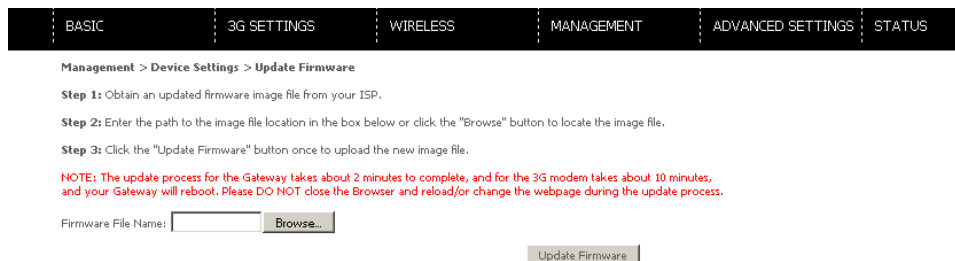 BASIC 3G SETTINGS WIRELESS MANAGEMENT ADVANCED SETTINGS STATUS
Management > Device Settings > Update Firmware
Step 1: Obtain an updated firmware image file from your ISP.
Step 2: Enter the path to the image file location in the box below or click the "Browse" button to locate the image file.
Step 3: Click the "Update Firmware" button once to upload the new image file.
NOTE: The update process for the Gateway takes about 2 minutes to complete, and for the 3G modem takes about 10 minutes,
and your Gateway will reboot. Please DO NOT close the Browser and reload/or change the webpage during the update process.
Firmware File Name: Browse...
Update Firmware